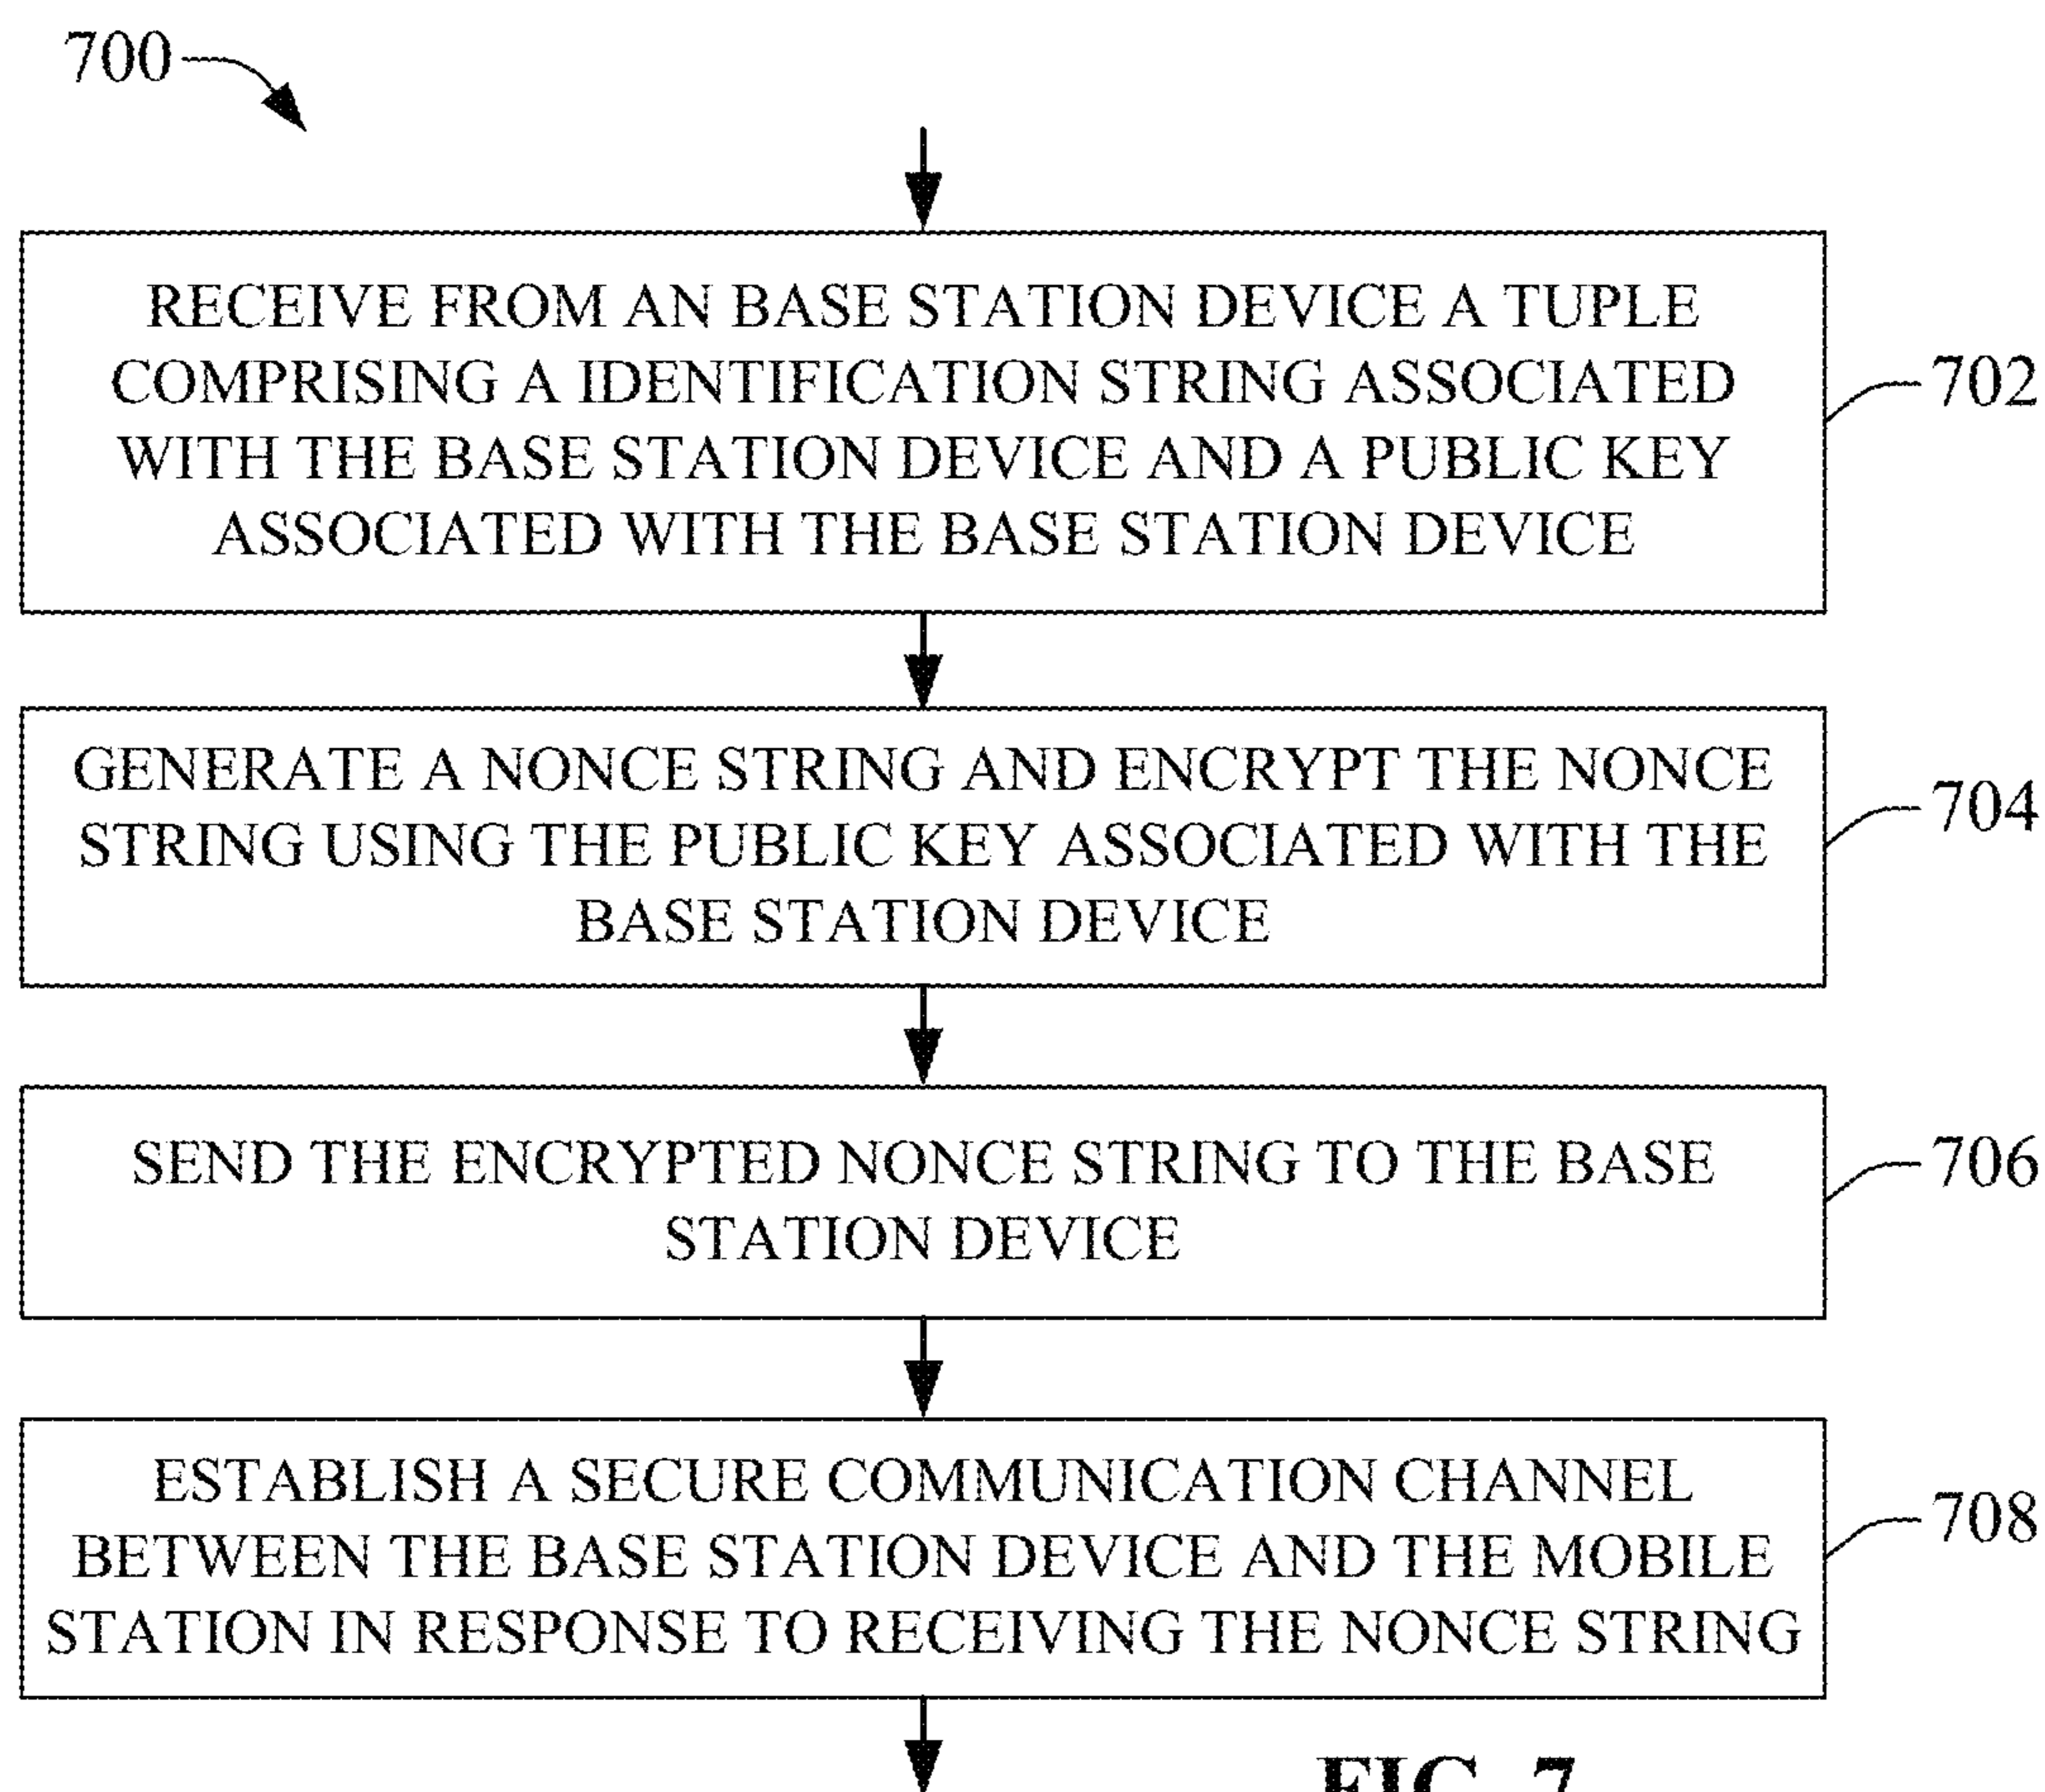 700
RECEIVE FROM AN BASE STATION DEVICE A TUPLE
COMPRISING A IDENTIFICATION STRING ASSOCIATED
WITH THE BASE STATION DEVICE AND A PUBLIC KEY
ASSOCIATED WITH THE BASE STATION DEVICE
702
GENERATE A NONCE STRING AND ENCRYPT THE NONCE
STRING USING THE PUBLIC KEY ASSOCIATED WITH THE
BASE STATION DEVICE
704
SEND THE ENCRYPTED NONCE STRING TO THE BASE
STATION DEVICE
706
ESTABLISH A SECURE COMMUNICATION CHANNEL
BETWEEN THE BASE STATION DEVICE AND THE MOBILE
STATION IN RESPONSE TO RECEIVING THE NONCE STRING
708
FIG. 7